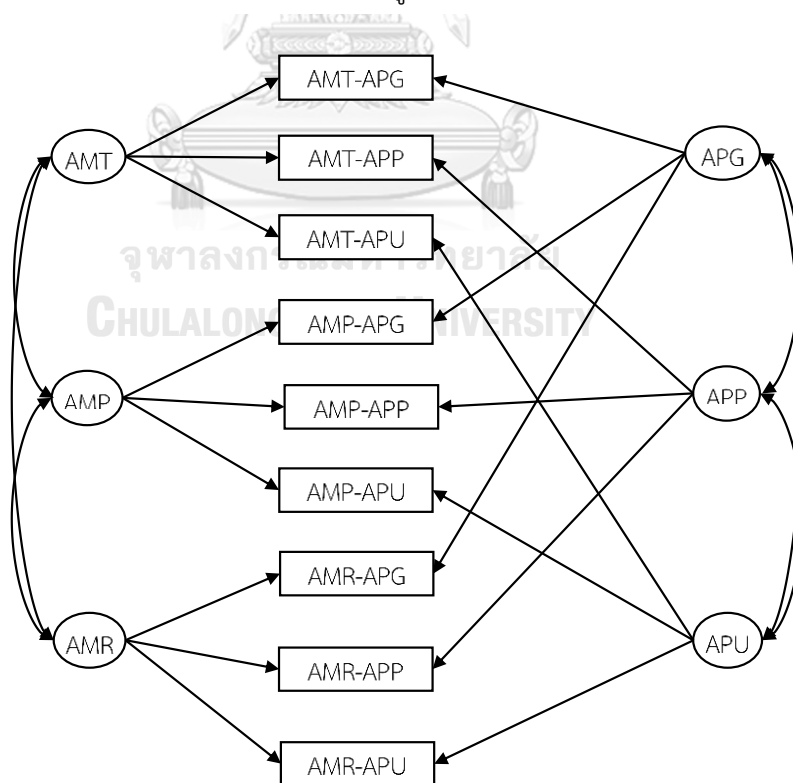 AMT-APG
AMT
AMT-APP
APG
AMT-APU
จุฬาลงกรณ์มหาวิทยาลัย
AMP-APG
CHULALONGKORN UNIVERSITY
AMP
AMP-APP
APP
AMP-APU
AMR-APG
AMR
AMR-APP
APU
AMR-APU